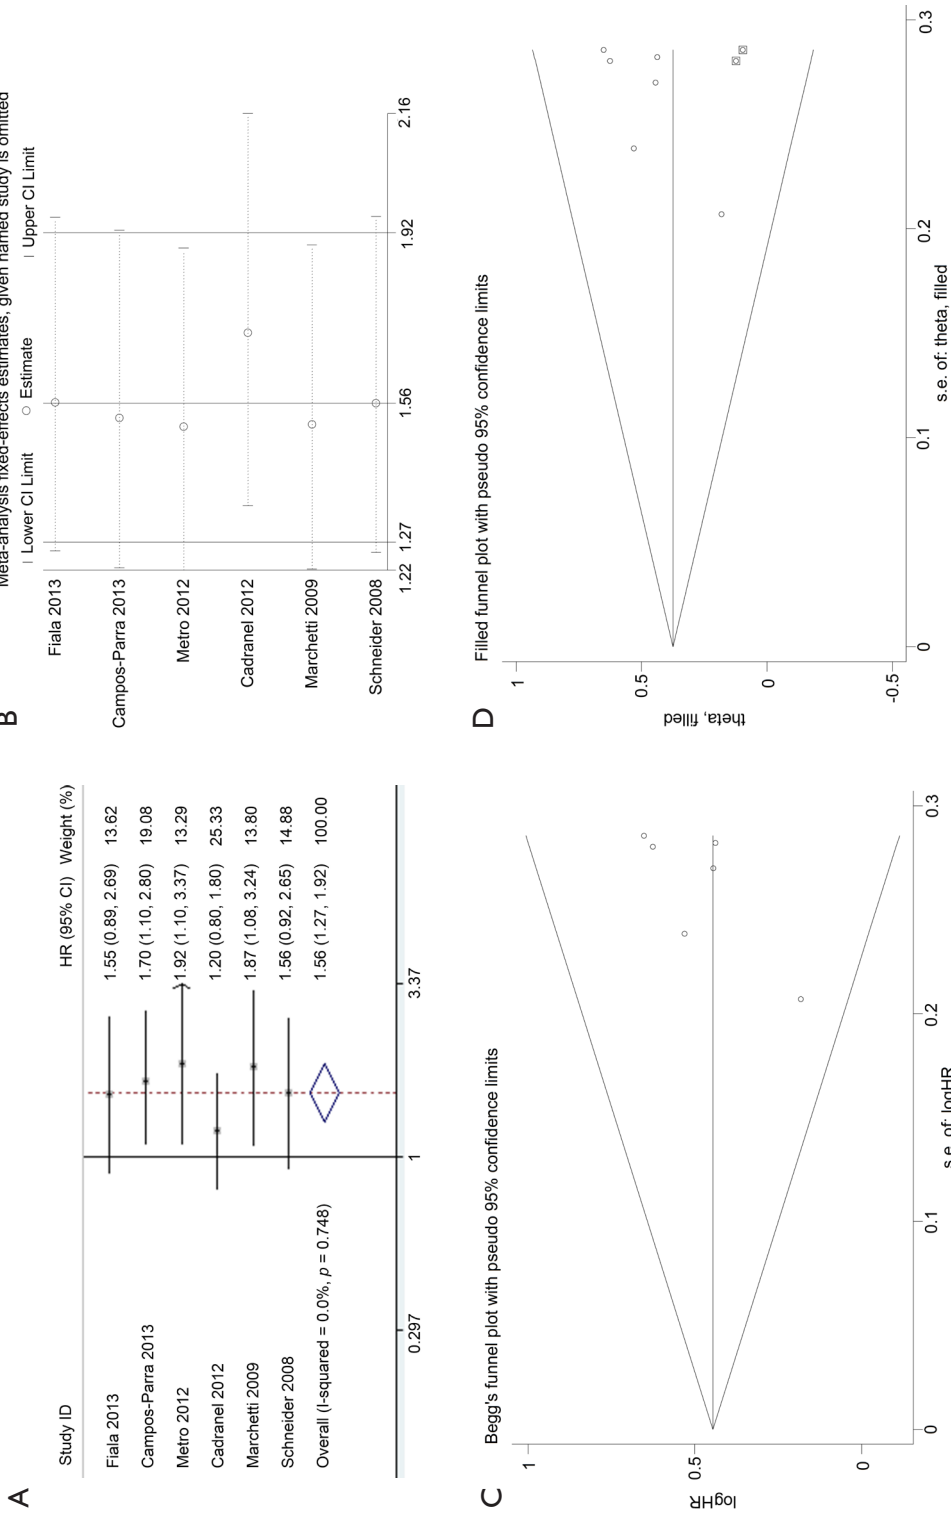 A
Study ID HR (95% CI) Weight (%)
Fiala 2013 1.55 (0.89, 2.69) 13.62
Campos-Parra 2013 1.70 (1.10, 2.80) 19.08
Metro 2012 1.92 (1.10, 3.37) 13.29
Cadranel 2012 1.20 (0.80, 1.80) 25.33
Marchetti 2009 1.87 (1.08, 3.24) 13.80
Schneider 2008 1.56 (0.92, 2.65) 14.88
Overall (I-squared = 0.0%, p = 0.748) 1.56 (1.27, 1.92) 100.00
0.297 1 3.37
B
Meta-analysis fixed-effects estimates, given named study is omitted
Lower CI Limit Estimate Upper CI Limit
Fiala 2013
Campos-Parra 2013
Metro 2012
Cadranel 2012
Marchetti 2009
Schneider 2008
1.22 1.27 1.56 1.92 2.16
C
Begg's funnel plot with pseudo 95% confidence limits
logHR
1
0.5
0
0 0.1 0.2 0.3
s.e. of: logHR
D
Filled funnel plot with pseudo 95% confidence limits
theta, filled
1
0.5
0
-0.5
0 0.1 0.2 0.3
s.e. of: theta, filled